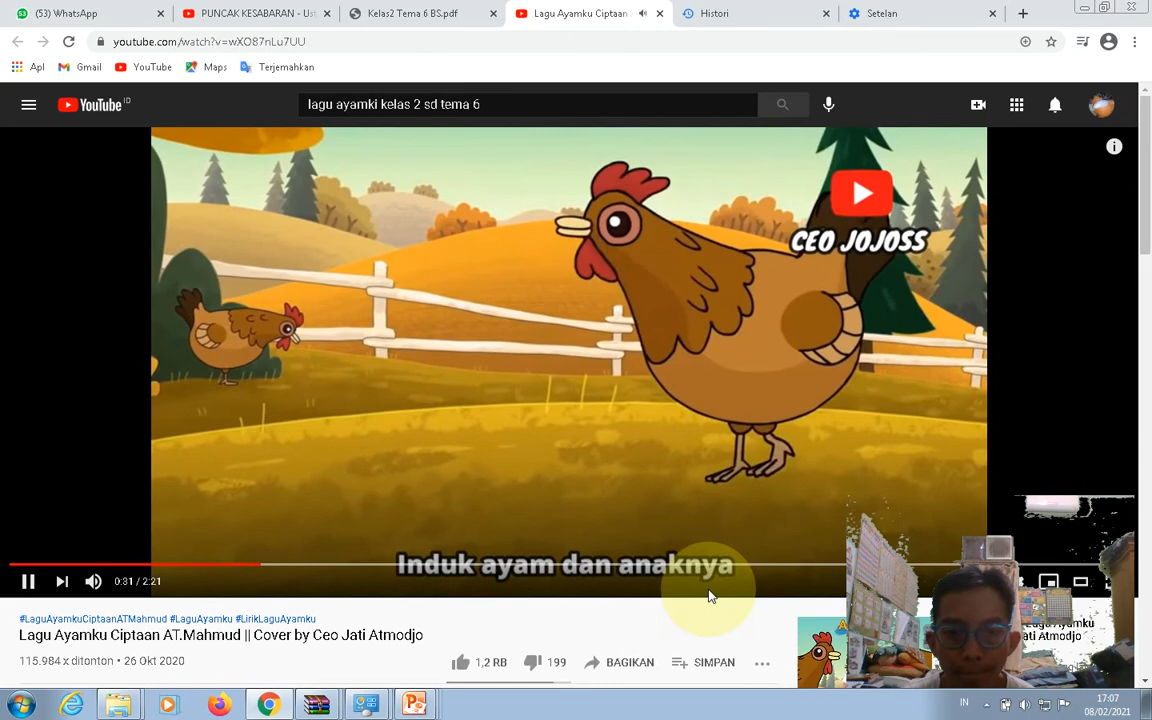 (53) WhatsApp
PUNCAK KESABARAN - Ust
Kelas2 Tema 6 BS.pdf
Lagu Ayamku Ciptaan
Histori
Setelan
youtube.com/watch?v=wXO87nLu7UU
Apl
Gmail
YouTube
Maps
Terjemahkan
YouTube ID
lagu ayamki kelas 2 sd tema 6
CEO JOJOSS
Induk ayam dan anaknya
0:31 / 2:21
#LaguAyamkuCiptaanATMahmud #LaguAyamku #LirikLaguAyamku
Lagu Ayamku Ciptaan AT.Mahmud || Cover by Ceo Jati Atmodjo
115.984 x ditonton • 26 Okt 2020
1,2 RB
199
BAGIKAN
SIMPAN
Ayamku
Jati Atmodjo
IN
17:07
08/02/2021